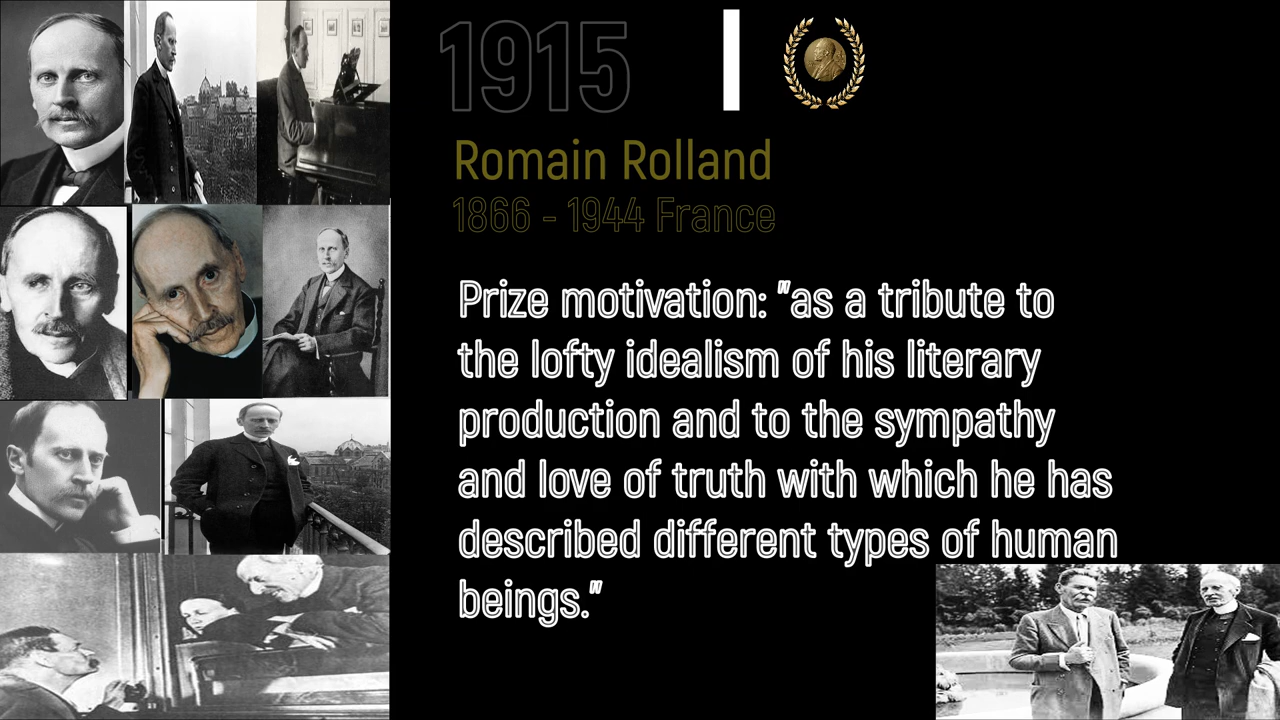 1915
Romain Rolland
1866 - 1944 France
Prize motivation: "as a tribute to
the lofty idealism of his literary
production and to the sympathy
and love of truth with which he has
described different types of human
beings."